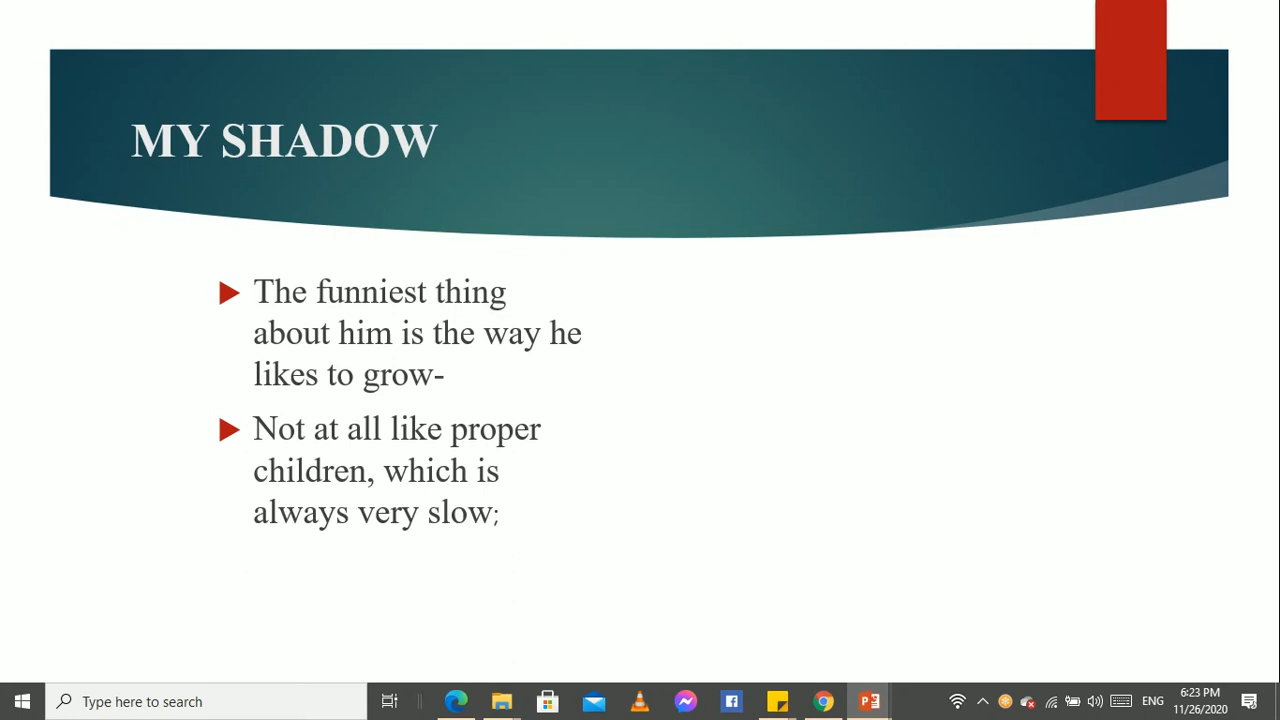 MY SHADOW
The funniest thing
about him is the way he
likes to grow-
Not at all like proper
children, which is
always very slow;
Type here to search
ENG
6:23 PM
11/26/2020